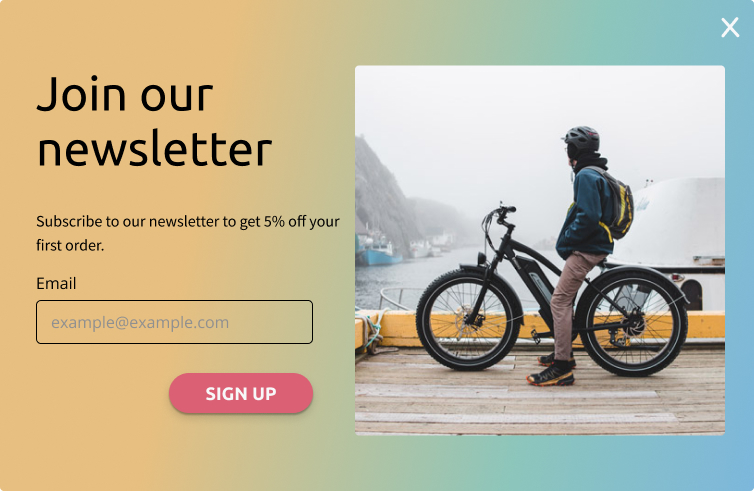 Join our
newsletter
Subscribe to our newsletter to get 5% off your
first order.
Email
example@example.com
SIGN UP